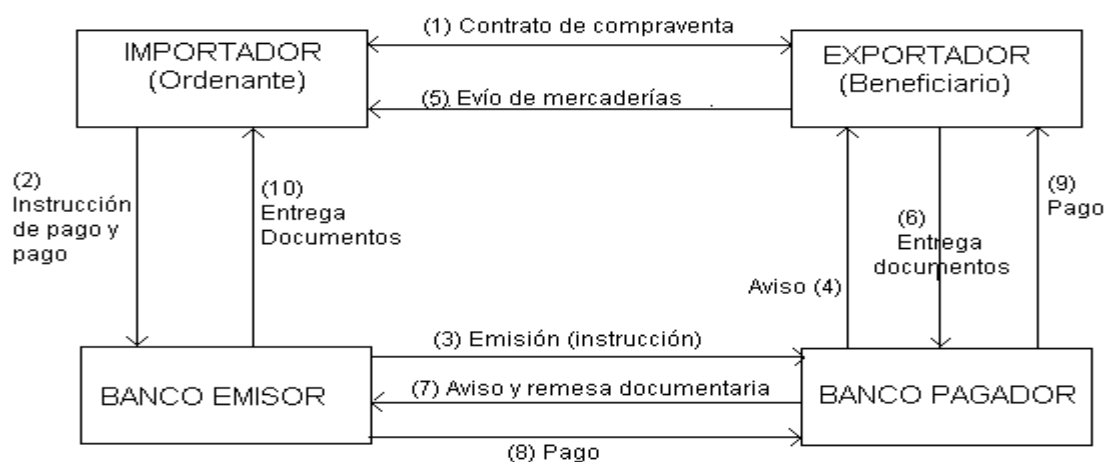 (1) Contrato de compraventa
IMPORTADOR
(Ordenante)
EXPORTADOR
(Beneficiario)
(5) Evío de mercaderías
(2)
Instrucción
de pago y
pago
(10)
Entrega
Documentos
(6)
Entrega
documentos
(9)
Pago
Aviso (4)
(3) Emisión (instrucción)
BANCO EMISOR
(7) Aviso y remesa documentaria
BANCO PAGADOR
(8) Pago